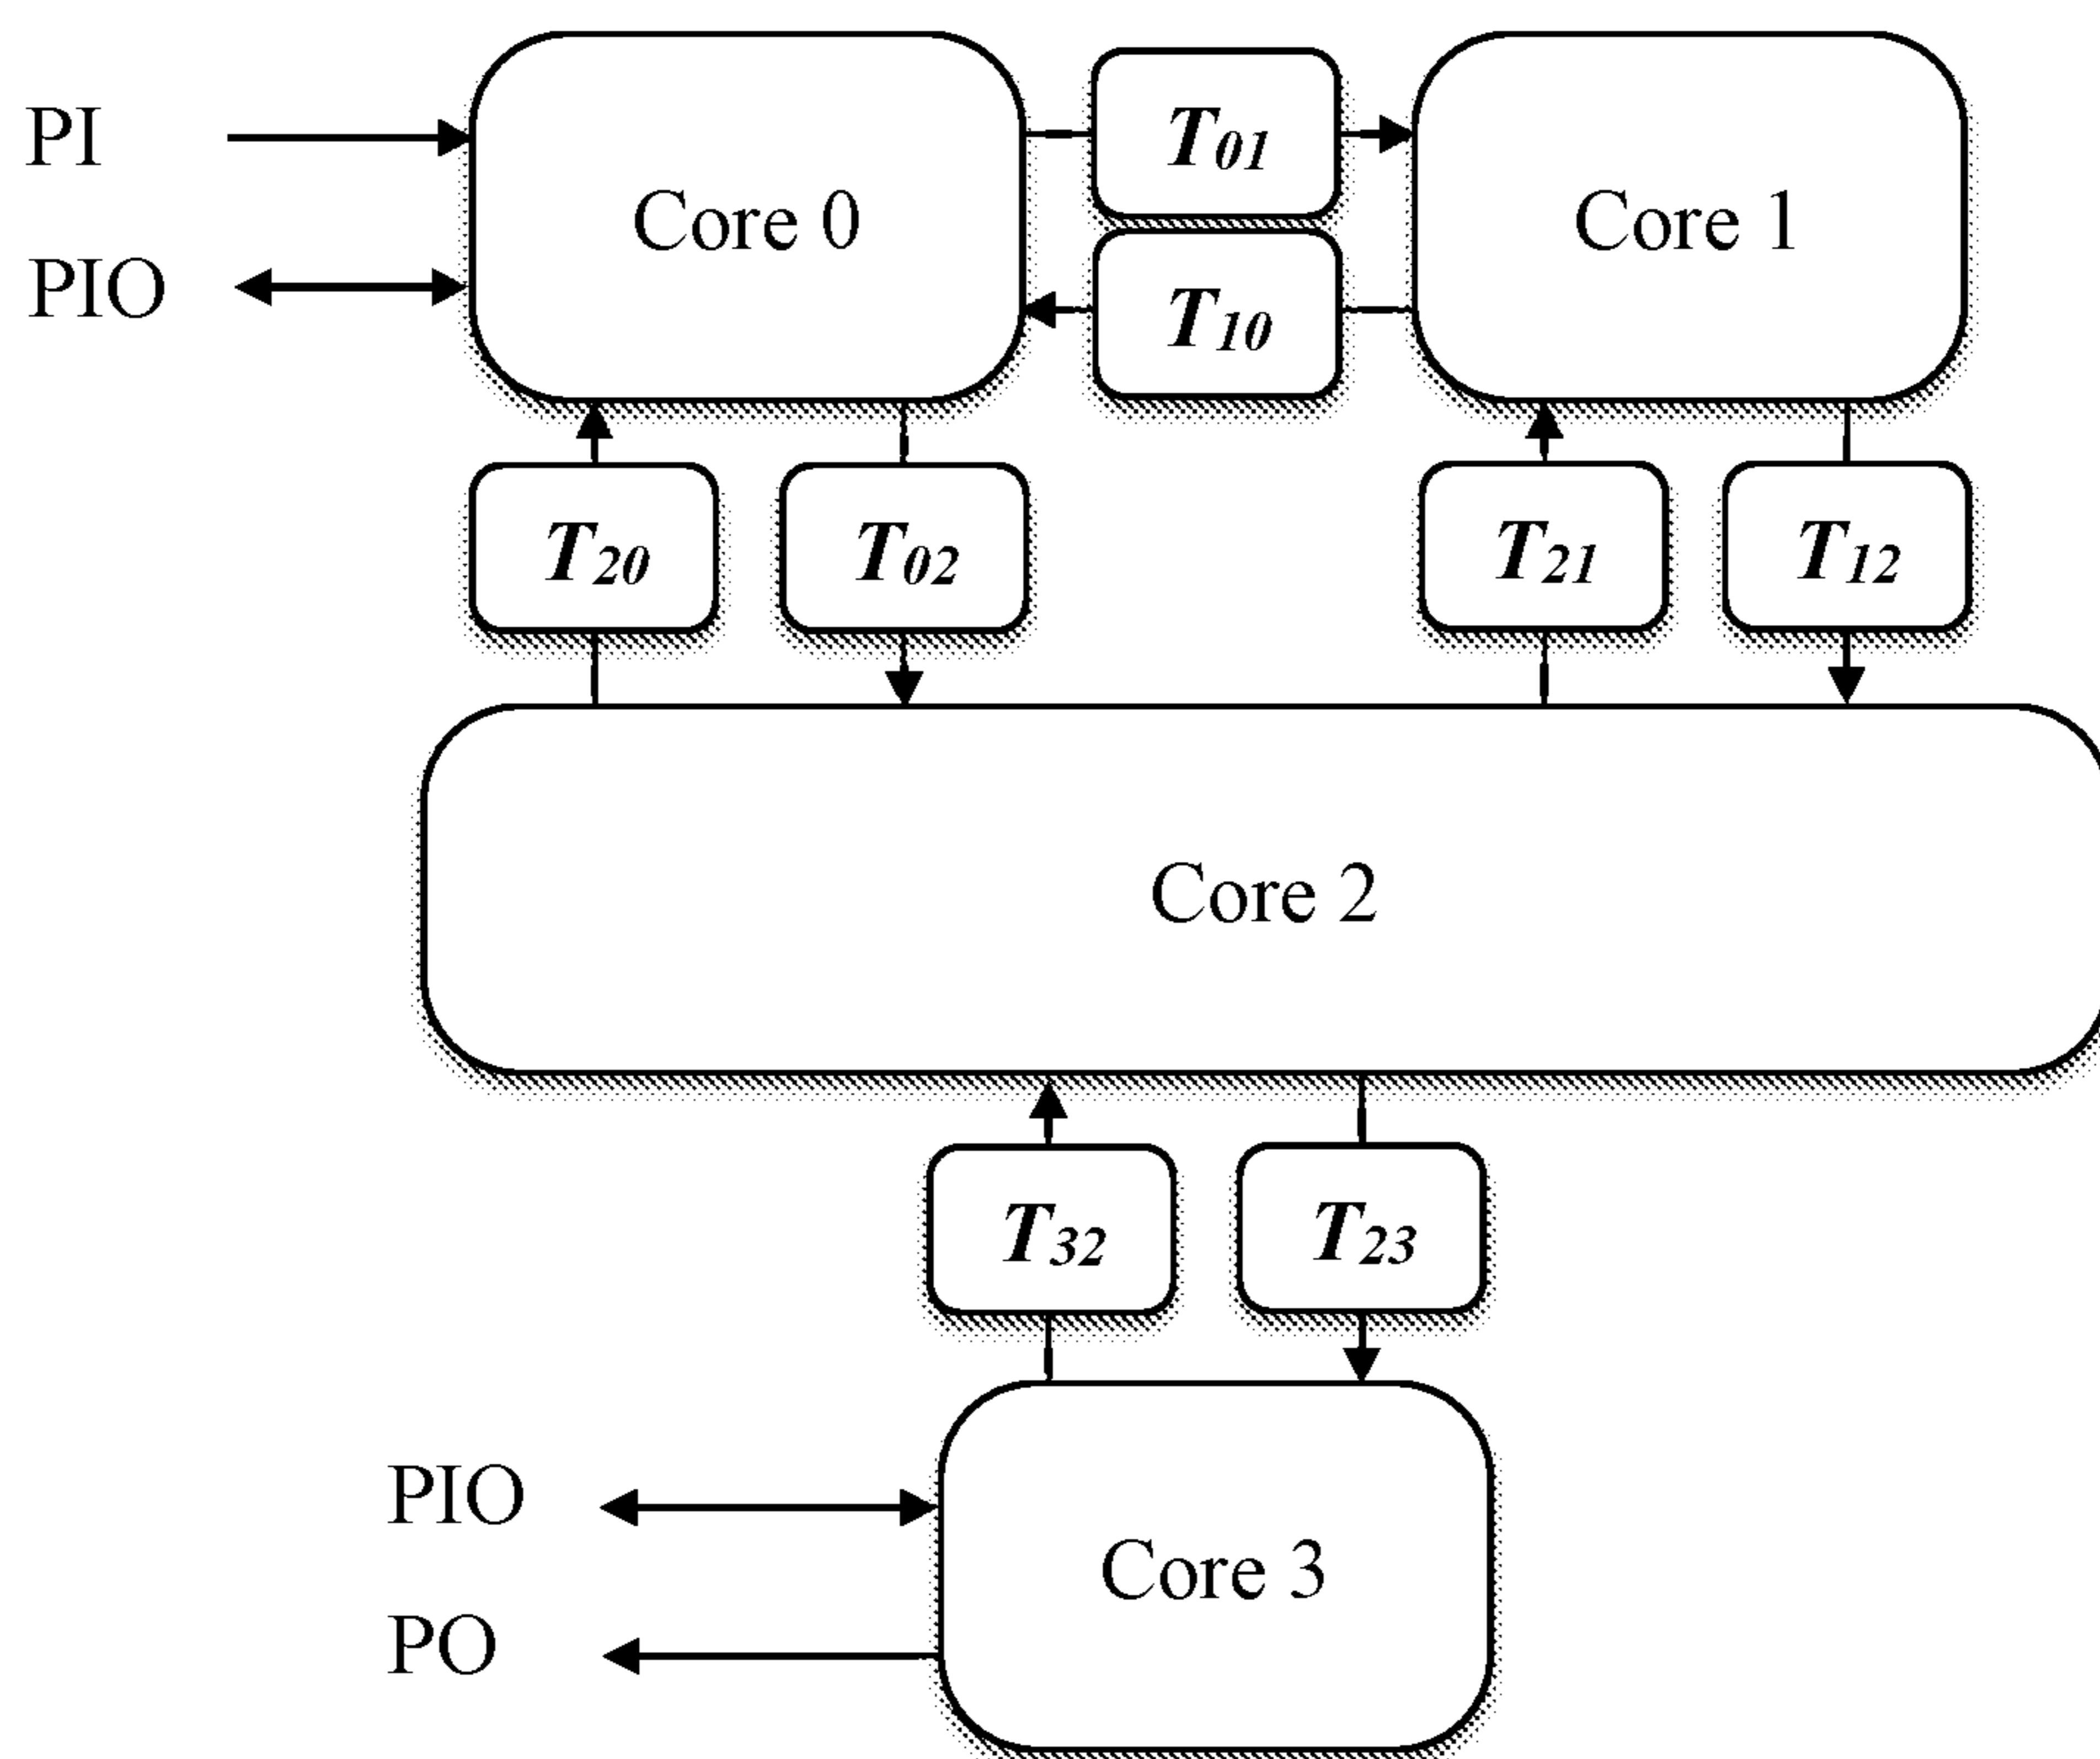 PI
Core 0
T01
Core 1
PIO
T10
T20
T02
T21
T12
Core 2
T32
T23
PIO
Core 3
PO